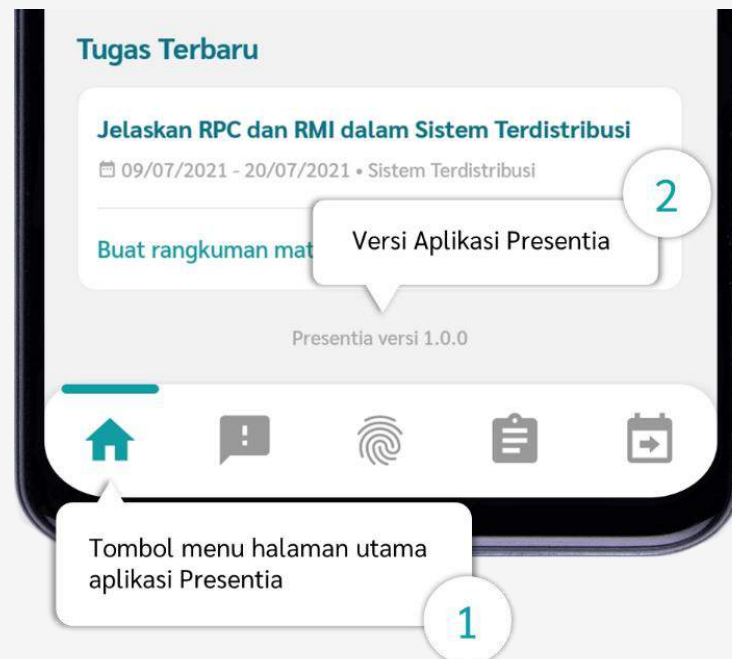 Tugas Terbaru
Jelaskan RPC dan RMI dalam Sistem Terdistribusi
09/07/2021 - 20/07/2021 • Sistem Terdistribusi
2
Versi Aplikasi Presentia
Buat rangkuman mat
Presentia versi 1.0.0
Tombol menu halaman utama
aplikasi Presentia
1